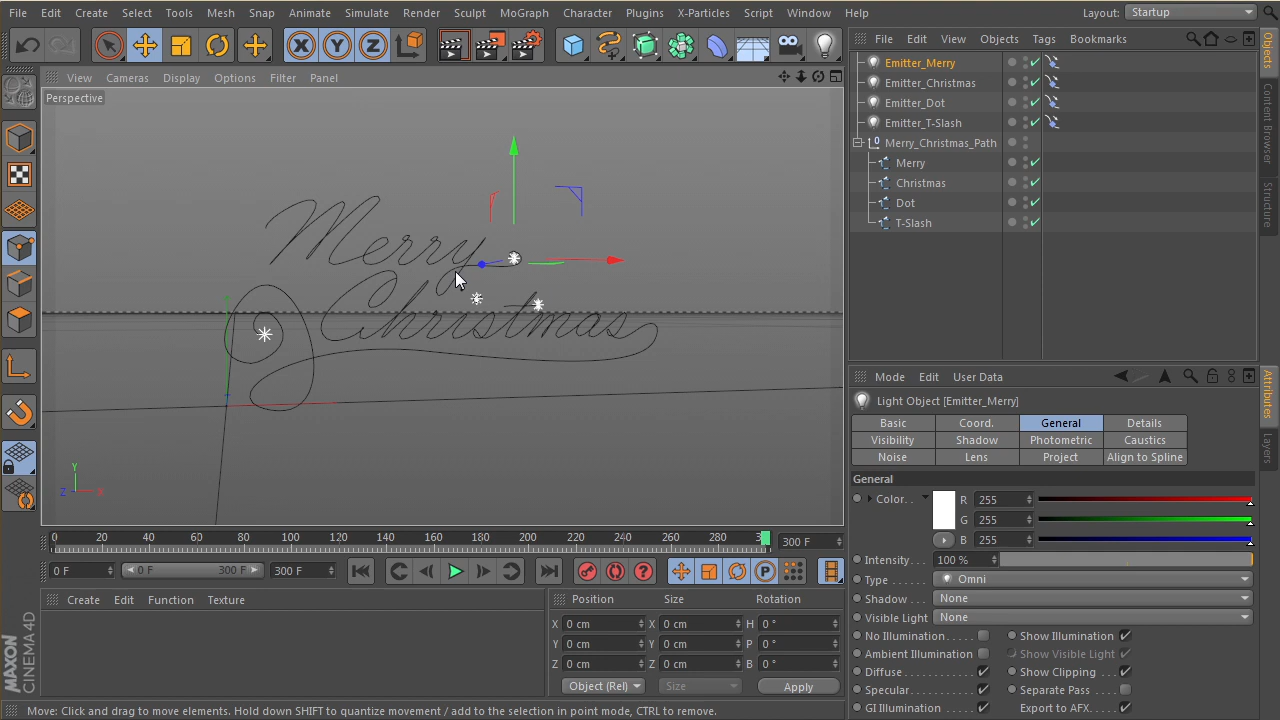 File Edit Create Select Tools Mesh Snap Animate Simulate Render Sculpt MoGraph Character Plugins X-Particles Script Window Help Layout: Startup
X Y Z
File Edit View Objects Tags Bookmarks
View Cameras Display Options Filter Panel
Perspective
Emitter_Merry
Emitter_Christmas
Emitter_Dot
Emitter_T-Slash
Merry_Christmas_Path
Merry
Christmas
Dot
T-Slash
Objects
Content Browser
Structure
Merry
Christmas
Y
Z X
Mode Edit User Data
Light Object [Emitter_Merry]
Basic Coord. General Details
Visibility Shadow Photometric Caustics
Noise Lens Project Align to Spline
Attributes
Layers
General
Color. . R 255
G 255
B 255
Intensity. . . 100 %
Type . . . . . . Omni
Shadow . . . None
Visible Light . None
No Illumination. . . . . Show Illumination
Ambient Illumination Show Visible Light
Diffuse . . . . . . . . . . . Show Clipping
Specular. . . . . . . . . . Separate Pass . . . .
GI Illumination . . . . . Export to AFX. . . .
0 20 40 60 80 100 120 140 160 180 200 220 240 260 280 300 F
0 F 0 F 300 F 300 F
P
Create Edit Function Texture
Position Size Rotation
X 0 cm X 0 cm H 0 °
Y 0 cm Y 0 cm P 0 °
Z 0 cm Z 0 cm B 0 °
Object (Rel) Size Apply
MAXON
CINEMA 4D
Move: Click and drag to move elements. Hold down SHIFT to quantize movement / add to the selection in point mode, CTRL to remove.